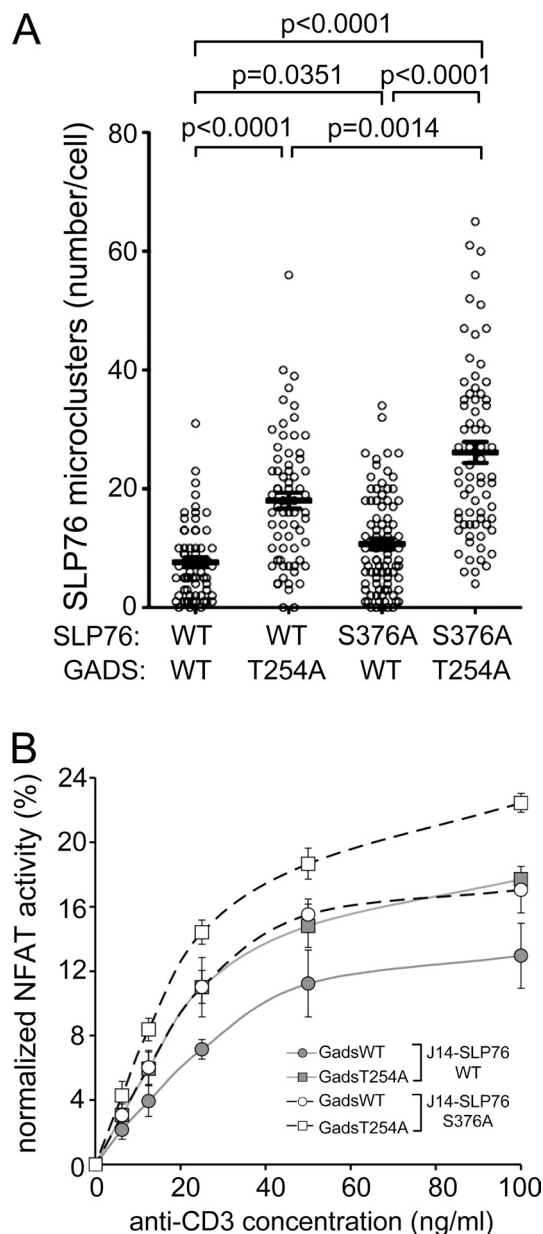 A
p<0.0001
p=0.0351 p<0.0001
p<0.0001 p=0.0014
SLP76 microclusters (number/cell)
80
60
40
20
0
SLP76: WT WT S376A S376A
GADS: WT T254A WT T254A
B
normalized NFAT activity (%)
24
20
16
12
8
4
0
GadsWT
GadsT254A
J14-SLP76
WT
GadsWT
GadsT254A
J14-SLP76
S376A
0 20 40 60 80 100
anti-CD3 concentration (ng/ml)